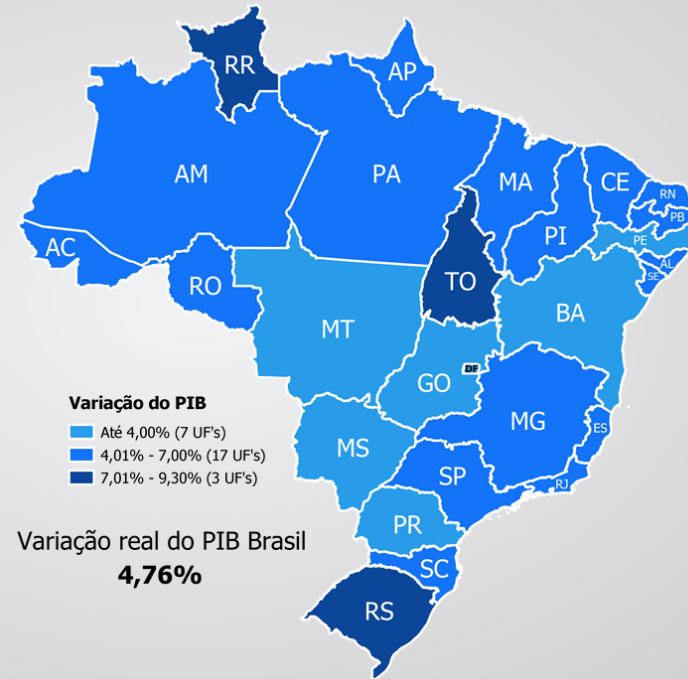 RR
AP
AM
PA
MA
CE
RN
PB
PI
PE
AL
SE
AC
RO
TO
BA
MT
GO
DF
MG
ES
MS
SP
RJ
PR
SC
RS
Variação do PIB
Até 4,00% (7 UF's)
4,01% - 7,00% (17 UF's)
7,01% - 9,30% (3 UF's)
Variação real do PIB Brasil
4,76%